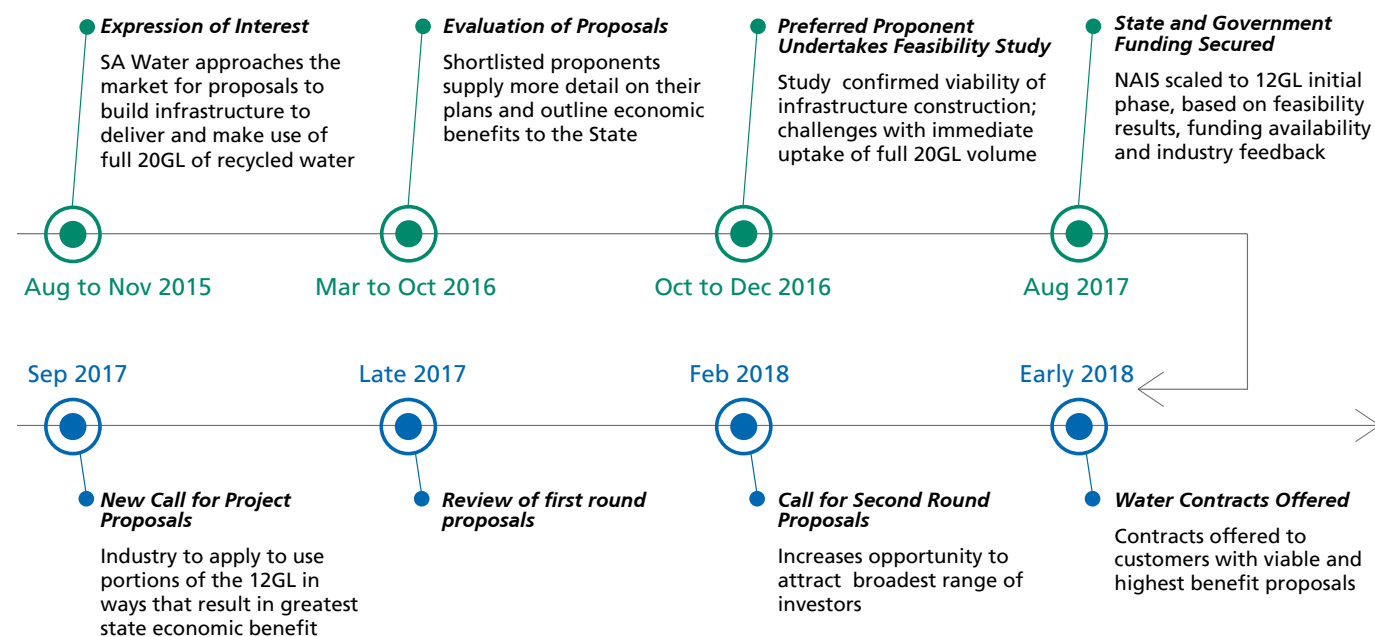 Expression of Interest
SA Water approaches the
market for proposals to
build infrastructure to
deliver and make use of
full 20GL of recycled water
Aug to Nov 2015
Evaluation of Proposals
Shortlisted proponents
supply more detail on their
plans and outline economic
benefits to the State
Mar to Oct 2016
Preferred Proponent
Undertakes Feasibility Study
Study confirmed viability of
infrastructure construction;
challenges with immediate
uptake of full 20GL volume
Oct to Dec 2016
State and Government
Funding Secured
NAIS scaled to 12GL initial
phase, based on feasibility
results, funding availability
and industry feedback
Aug 2017
Sep 2017
New Call for Project
Proposals
Industry to apply to use
portions of the 12GL in
ways that result in greatest
state economic benefit
Late 2017
Review of first round
proposals
Feb 2018
Call for Second Round
Proposals
Increases opportunity to
attract broadest range of
investors
Early 2018
Water Contracts Offered
Contracts offered to
customers with viable and
highest benefit proposals